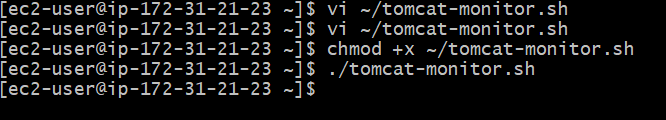 [ec2-user@ip-172-31-21-23 ~]$ vi ~/tomcat-monitor.sh
[ec2-user@ip-172-31-21-23 ~]$ vi ~/tomcat-monitor.sh
[ec2-user@ip-172-31-21-23 ~]$ chmod +x ~/tomcat-monitor.sh
[ec2-user@ip-172-31-21-23 ~]$ ./tomcat-monitor.sh
[ec2-user@ip-172-31-21-23 ~]$